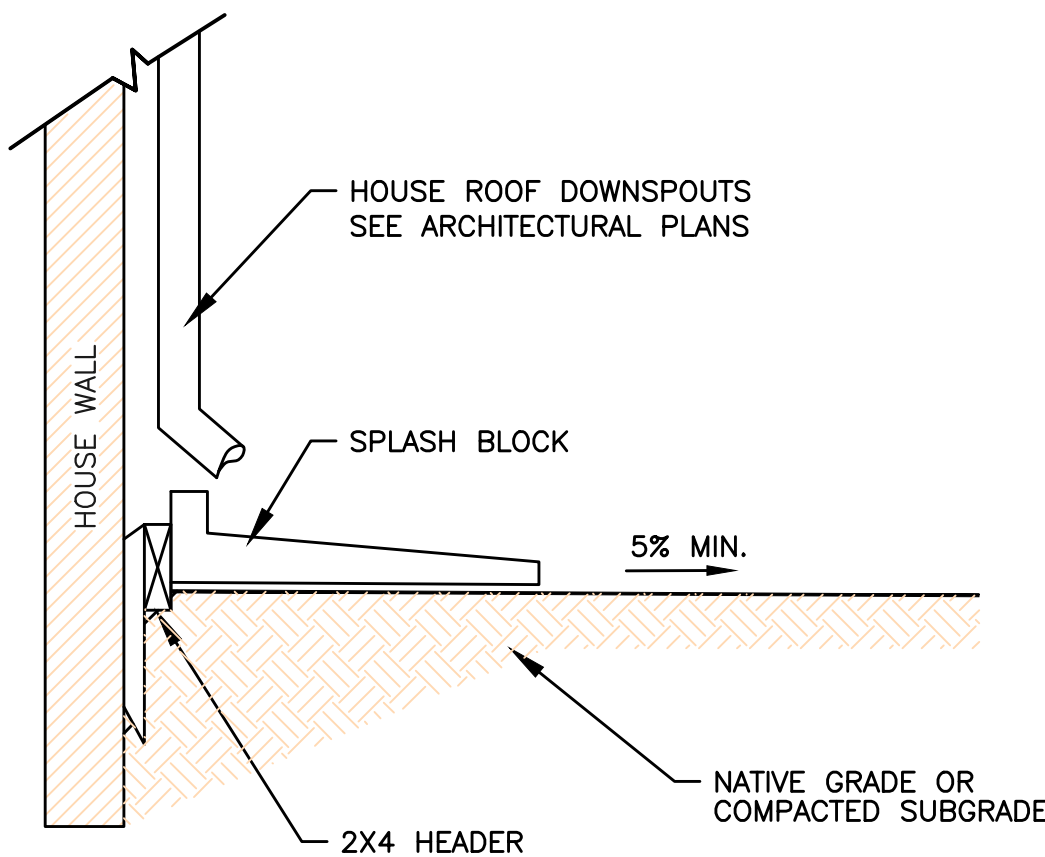 HOUSE ROOF DOWNSPOUTS
SEE ARCHITECTURAL PLANS
HOUSE WALL
SPLASH BLOCK
5% MIN.
NATIVE GRADE OR
COMPACTED SUBGRADE
2X4 HEADER